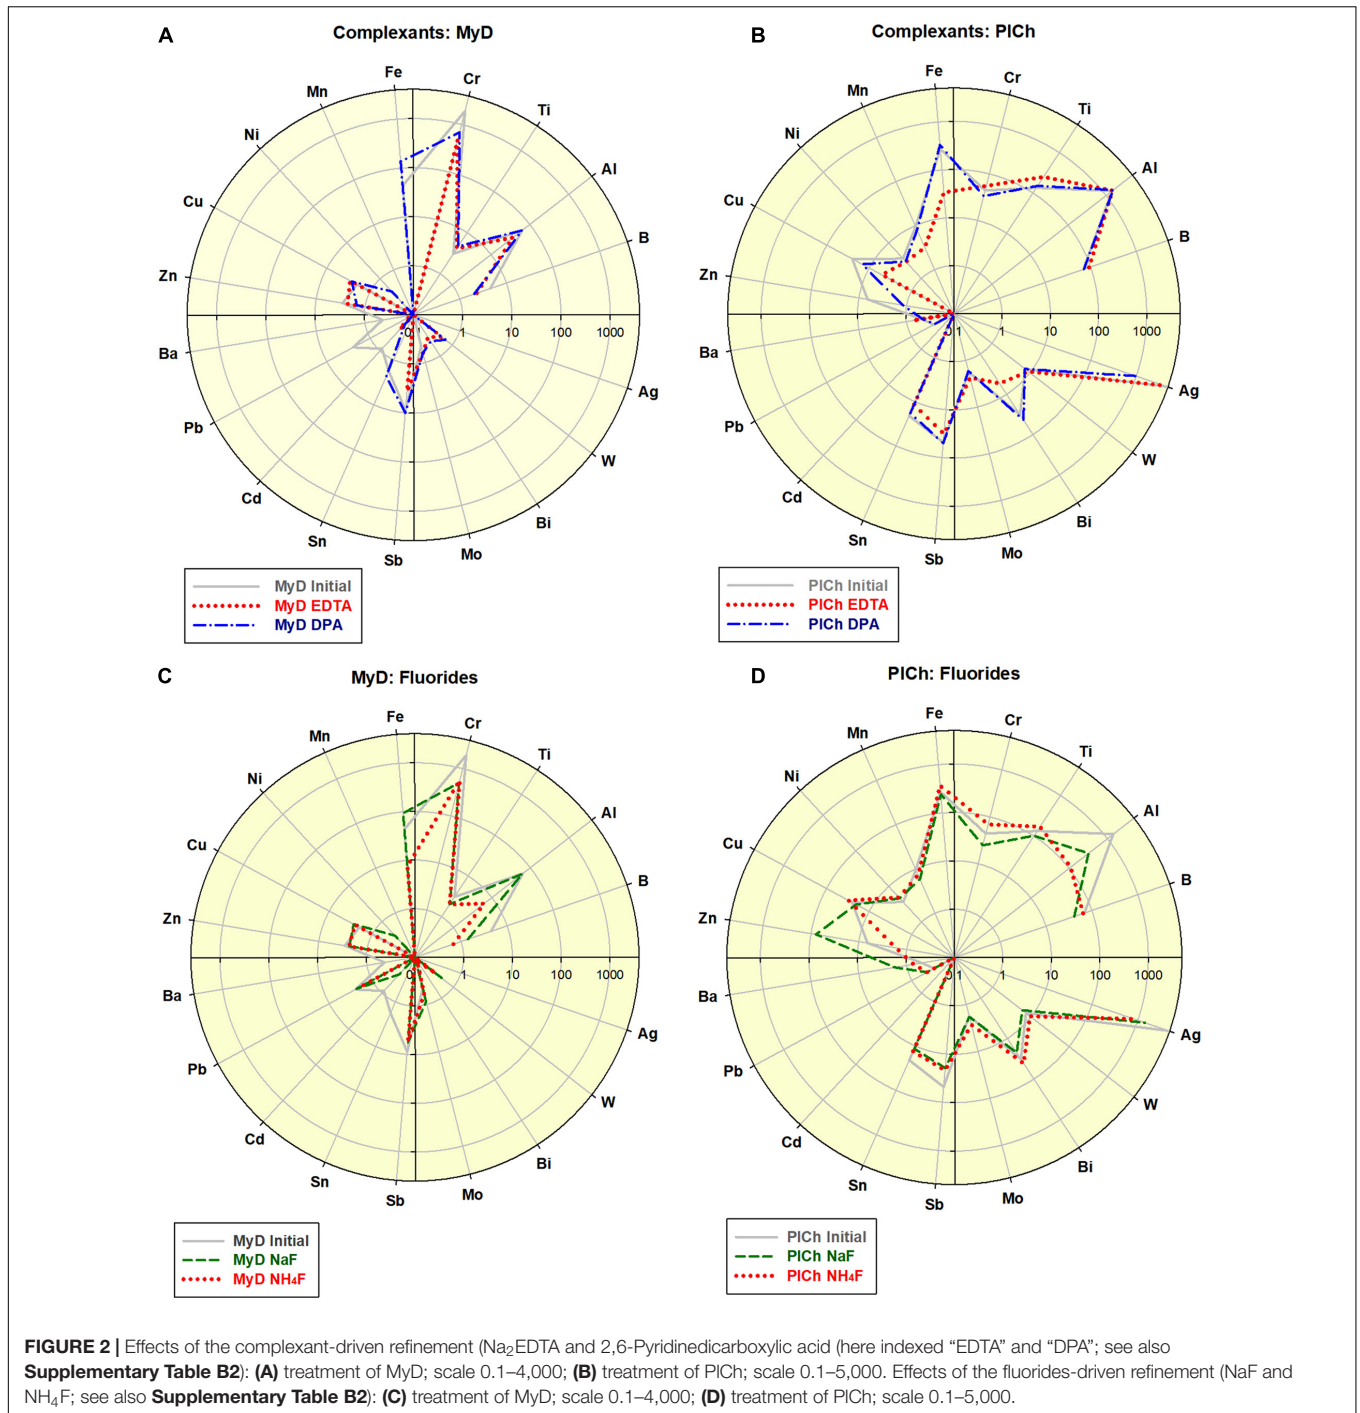 A
Complexants: MyD
Fe
Cr
Mn
Ti
Ni
Al
Cu
B
Zn
0.1 1 10 100 1000
Ba
Ag
Pb
W
Cd
Bi
Sn
Mo
Sb
MyD Initial
MyD EDTA
MyD DPA
B
Complexants: PlCh
Fe
Cr
Mn
Ti
Ni
Al
Cu
B
Zn
0.1 1 10 100 1000
Ba
Ag
Pb
W
Cd
Bi
Sn
Mo
Sb
PlCh Initial
PlCh EDTA
PlCh DPA
C
MyD: Fluorides
Fe
Cr
Mn
Ti
Ni
Al
Cu
B
Zn
0.1 1 10 100 1000
Ba
Ag
Pb
W
Cd
Bi
Sn
Mo
Sb
MyD Initial
MyD NaF
MyD NH₄F
D
PlCh: Fluorides
Fe
Cr
Mn
Ti
Ni
Al
Cu
B
Zn
0.1 1 10 100 1000
Ba
Ag
Pb
W
Cd
Bi
Sn
Mo
Sb
PlCh Initial
PlCh NaF
PlCh NH₄F
FIGURE 2 | Effects of the complexant-driven refinement (Na₂EDTA and 2,6-Pyridinedicarboxylic acid (here indexed “EDTA” and “DPA”; see also
Supplementary Table B2): (A) treatment of MyD; scale 0.1–4,000; (B) treatment of PlCh; scale 0.1–5,000. Effects of the fluorides-driven refinement (NaF and
NH₄F; see also Supplementary Table B2): (C) treatment of MyD; scale 0.1–4,000; (D) treatment of PlCh; scale 0.1–5,000.